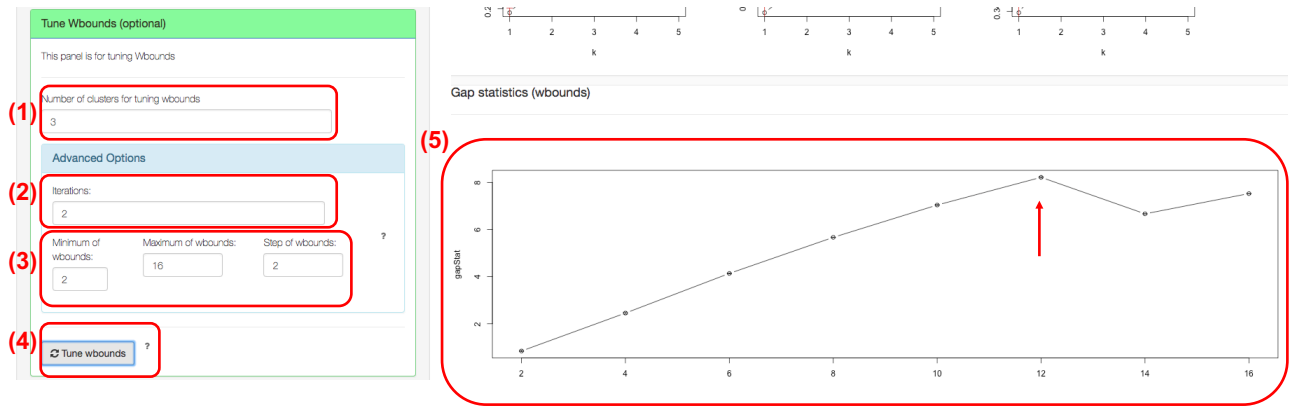 Tune Wbounds (optional)
This panel is for tuning Wbounds
(1)
Number of clusters for tuning wbounds
3
Advanced Options
(2)
Iterations:
2
?
(3)
Minimum of wbounds:
2
Maximum of wbounds:
16
Step of wbounds:
2
(4)
Tune wbounds
?
0.2
1 2 3 4 5
k
0
1 2 3 4 5
k
0.3
1 2 3 4 5
k
Gap statistics (wbounds)
(5)
gapStat
8
6
4
2
2 4 6 8 10 12 14 16